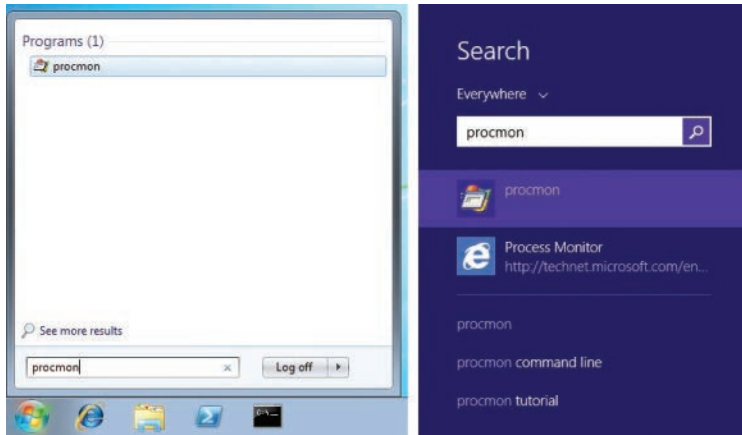 Programs (1)
procmon
See more results
procmon
Log off
Search
Everywhere
procmon
procmon
Process Monitor
http://technet.microsoft.com/en...
procmon
procmon command line
procmon tutorial